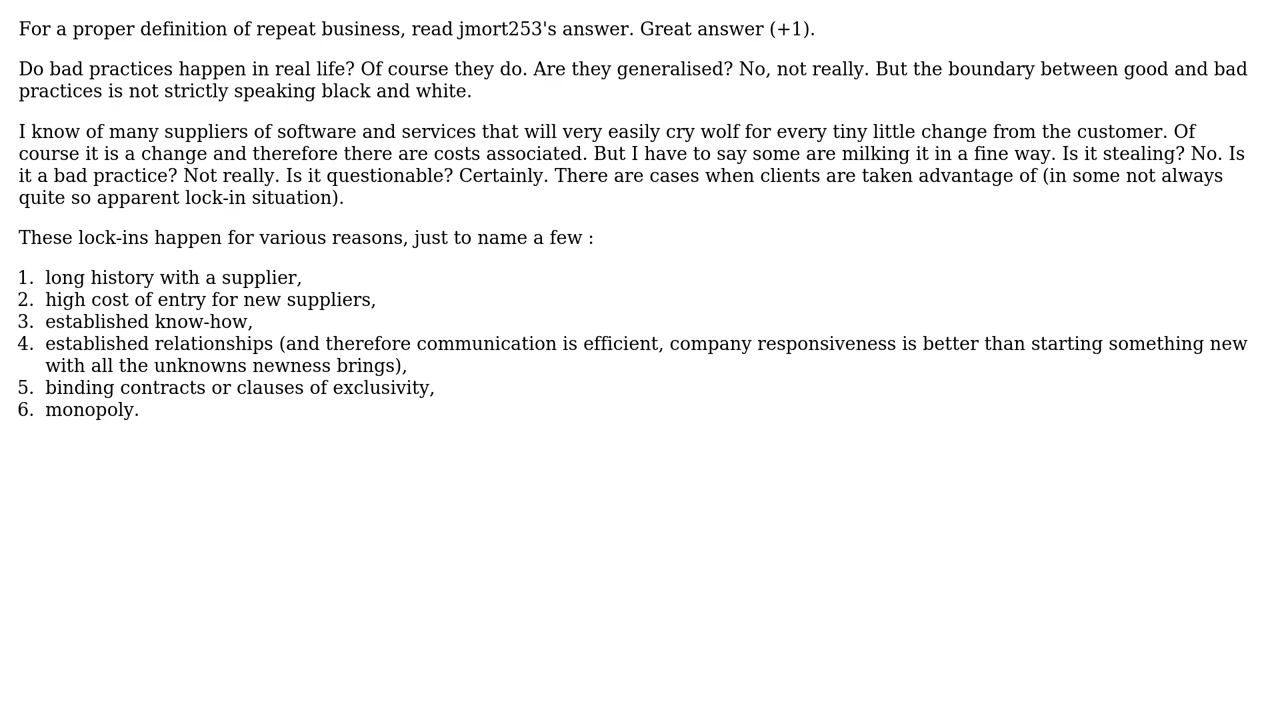 For a proper definition of repeat business, read jmort253's answer. Great answer (+1).
Do bad practices happen in real life? Of course they do. Are they generalised? No, not really. But the boundary between good and bad
practices is not strictly speaking black and white.
I know of many suppliers of software and services that will very easily cry wolf for every tiny little change from the customer. Of
course it is a change and therefore there are costs associated. But I have to say some are milking it in a fine way. Is it stealing? No. Is
it a bad practice? Not really. Is it questionable? Certainly. There are cases when clients are taken advantage of (in some not always
quite so apparent lock-in situation).
These lock-ins happen for various reasons, just to name a few :
1. long history with a supplier,
2. high cost of entry for new suppliers,
3. established know-how,
4. established relationships (and therefore communication is efficient, company responsiveness is better than starting something new
with all the unknowns newness brings),
5. binding contracts or clauses of exclusivity,
6. monopoly.